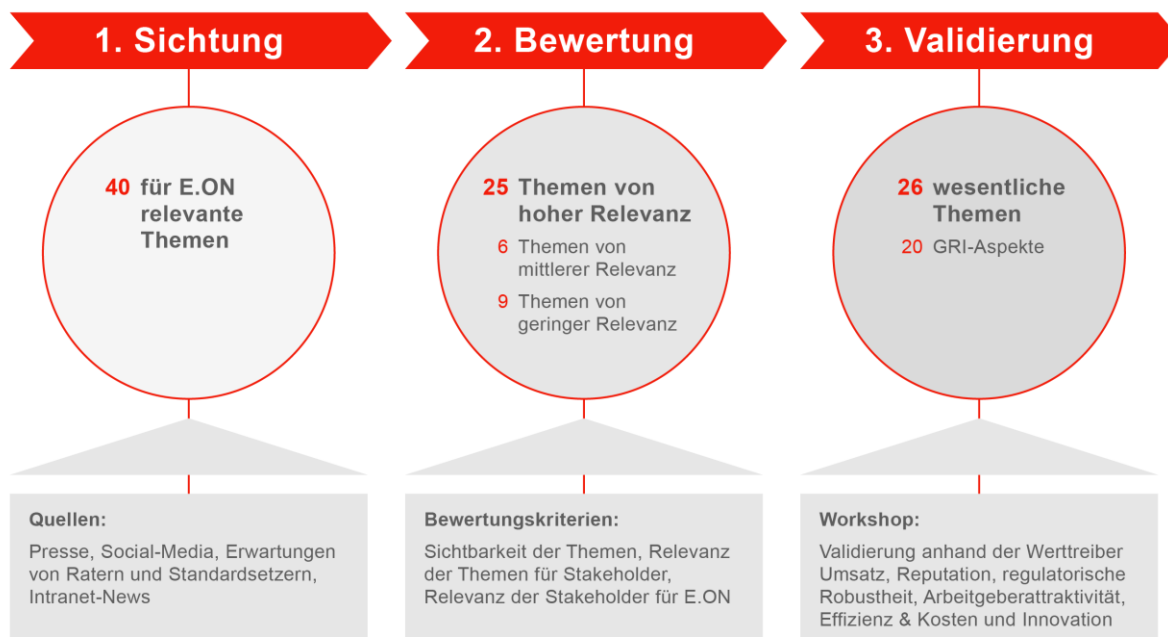 1. Sichtung
40 für E.ON
relevante
Themen
Quellen:
Presse, Social-Media, Erwartungen
von Ratern und Standardsetzern,
Intranet-News
2. Bewertung
25 Themen von
hoher Relevanz
6 Themen von
mittlerer Relevanz
9 Themen von
geringer Relevanz
Bewertungskriterien:
Sichtbarkeit der Themen, Relevanz
der Themen für Stakeholder,
Relevanz der Stakeholder für E.ON
3. Validierung
26 wesentliche
Themen
20 GRI-Aspekte
Workshop:
Validierung anhand der Werttreiber
Umsatz, Reputation, regulatorische
Robustheit, Arbeitgeberattraktivität,
Effizienz & Kosten und Innovation